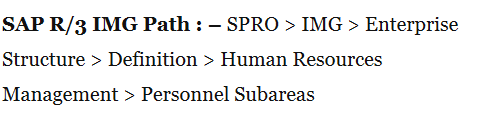 SAP R/3 IMG Path : – SPRO > IMG > Enterprise
Structure > Definition > Human Resources
Management > Personnel Subareas